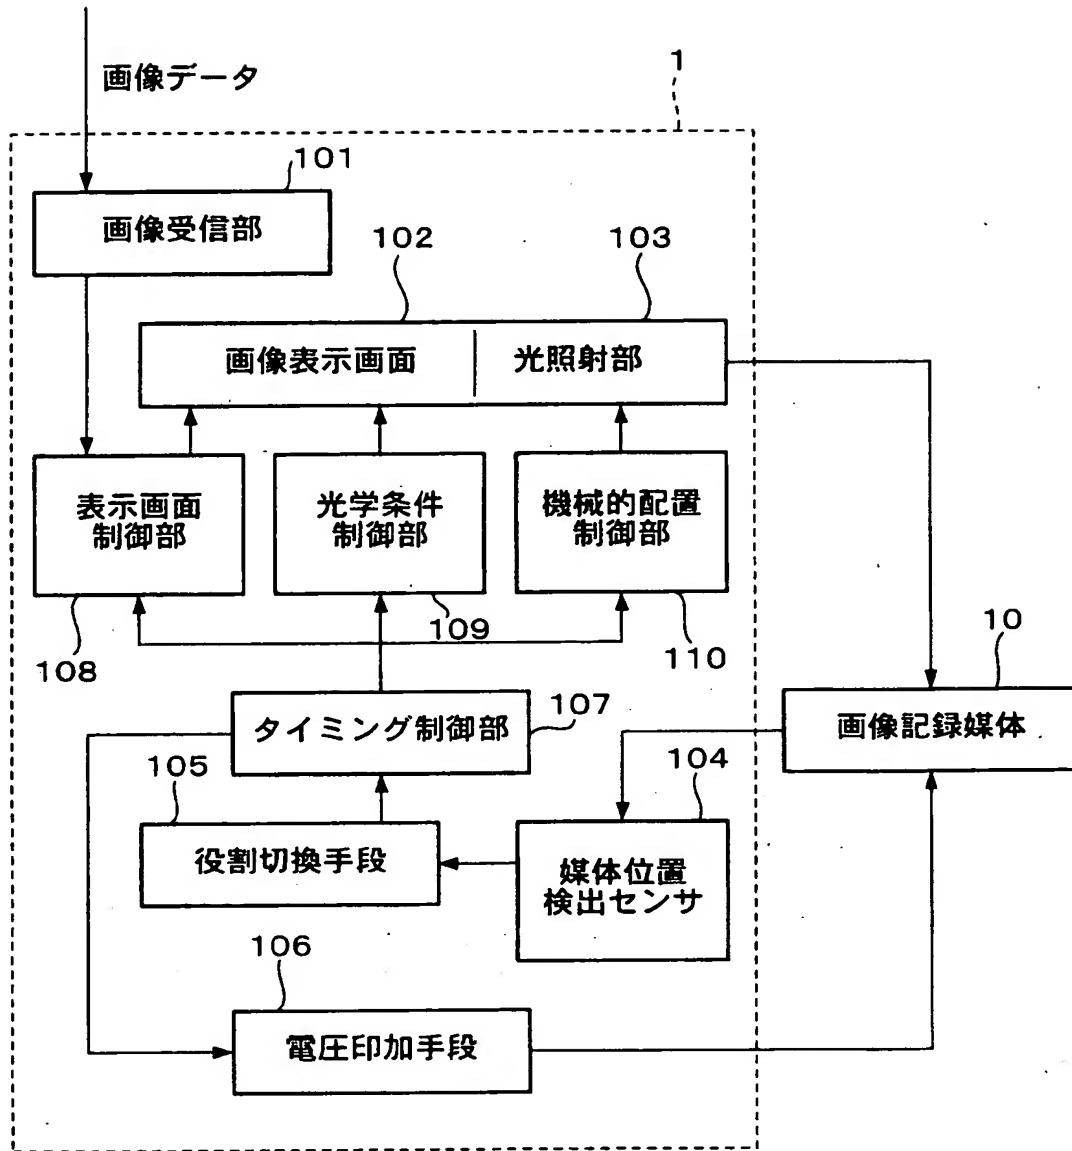 画像データ
1
101
画像受信部
102
103
画像表示画面
光照射部
表示画面
制御部
光学条件
制御部
機械的配置
制御部
108
109
110
10
タイミング制御部
107
画像記録媒体
105
104
役割切換手段
媒体位置
検出センサ
106
電圧印加手段